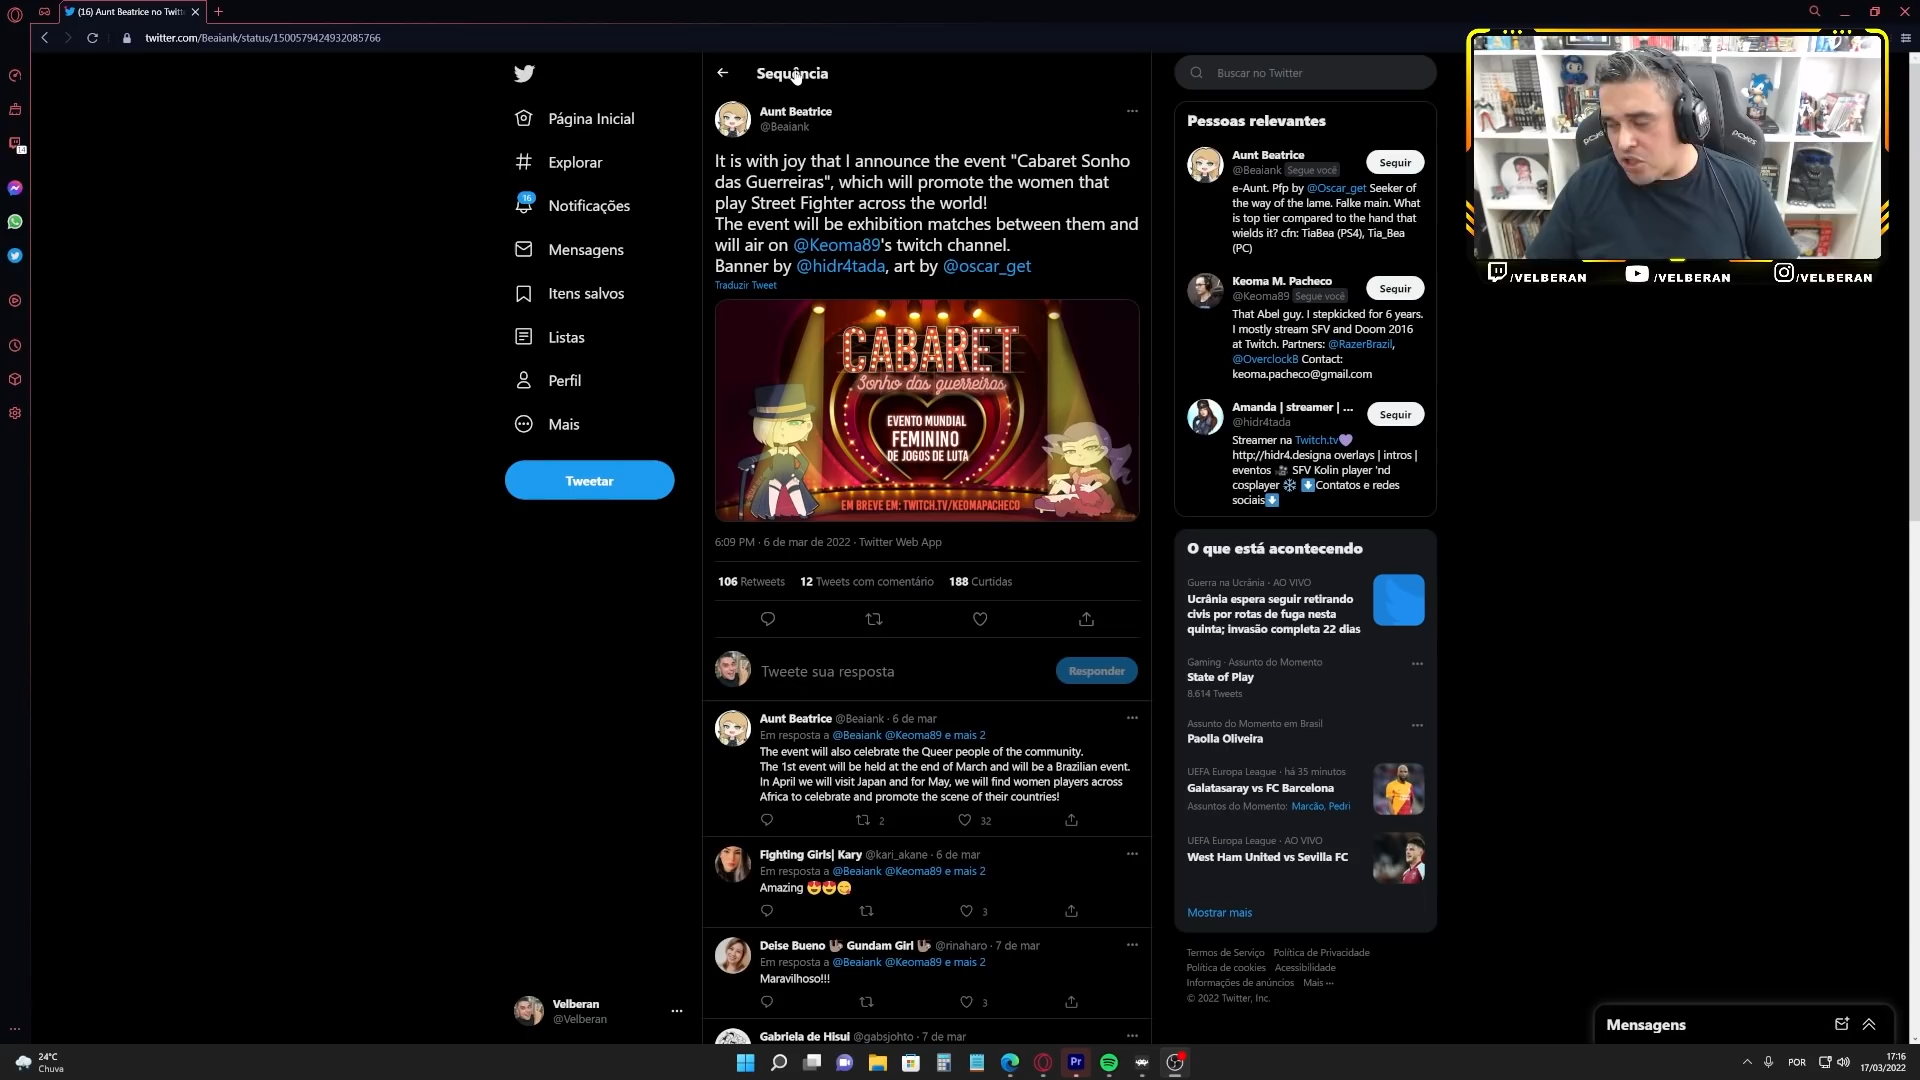 (16) Aunt Beatrice no Twitt
twitter.com/Beaiank/status/1500579424932085766
Sequência
Buscar no Twitter
Aunt Beatrice
@Beaiank
It is with joy that I announce the event "Cabaret Sonho
das Guerreiras", which will promote the women that
play Street Fighter across the world!
The event will be exhibition matches between them and
will air on @Keoma89's twitch channel.
Banner by @hidr4tada, art by @oscar_get
Traduzir Tweet
CABARET
Sonho das guerreiras
EVENTO MUNDIAL
FEMININO
DE JOGOS DE LUTA
EM BREVE EM: TWITCH.TV/KEOMAPACHECO
6:09 PM · 6 de mar de 2022 · Twitter Web App
106 Retweets 12 Tweets com comentário 188 Curtidas
Tweete sua resposta
Responder
Aunt Beatrice @Beaiank · 6 de mar
Em resposta a @Beaiank @Keoma89 e mais 2
The event will also celebrate the Queer people of the community.
The 1st event will be held at the end of March and will be a Brazilian event.
In April we will visit Japan and for May, we will find women players across
Africa to celebrate and promote the scene of their countries!
2 32
Fighting Girls| Kary @kari_akane · 6 de mar
Em resposta a @Beaiank @Keoma89 e mais 2
Amazing 😍😍😋
3
Deise Bueno 🤟🏽 Gundam Girl 🤟🏽 @rinaharo · 7 de mar
Em resposta a @Beaiank @Keoma89 e mais 2
Maravilhoso!!!
3
Gabriela de Hisui @gabsjohto · 7 de mar
Página Inicial
Explorar
16
Notificações
Mensagens
Itens salvos
Listas
Perfil
Mais
Tweetar
Velberan
@Velberan
Pessoas relevantes
Aunt Beatrice
@Beaiank Segue você
Seguir
e-Aunt. Pfp by @Oscar_get Seeker of
the way of the lame. Falke main. What
is top tier compared to the hand that
wields it? cfn: TiaBea (PS4), Tia_Bea
(PC)
Keoma M. Pacheco
@Keoma89 Segue você
Seguir
That Abel guy. I stepkicked for 6 years.
I mostly stream SFV and Doom 2016
at Twitch. Partners: @RazerBrazil,
@OverclockB Contact:
keoma.pacheco@gmail.com
Amanda | streamer | ...
@hidr4tada
Seguir
Streamer na Twitch.tv💜
http://hidr4.designa overlays | intros |
eventos 🎥 SFV Kolin player 'nd
cosplayer ❄️ ⬇️Contatos e redes
sociais⬇️
O que está acontecendo
Guerra na Ucrânia · AO VIVO
Ucrânia espera seguir retirando
civis por rotas de fuga nesta
quinta; invasão completa 22 dias
Gaming · Assunto do Momento
State of Play
8.614 Tweets
Assunto do Momento em Brasil
Paolla Oliveira
UEFA Europa League · há 35 minutos
Galatasaray vs FC Barcelona
Assuntos do Momento: Marcão, Pedri
UEFA Europa League · AO VIVO
West Ham United vs Sevilla FC
Mostrar mais
Termos de Serviço Política de Privacidade
Política de cookies Acessibilidade
Informações de anúncios Mais ···
© 2022 Twitter, Inc.
/VELBERAN /VELBERAN /VELBERAN
Mensagens
24°C
Chuva
Pr
POR
17:16
17/03/2022